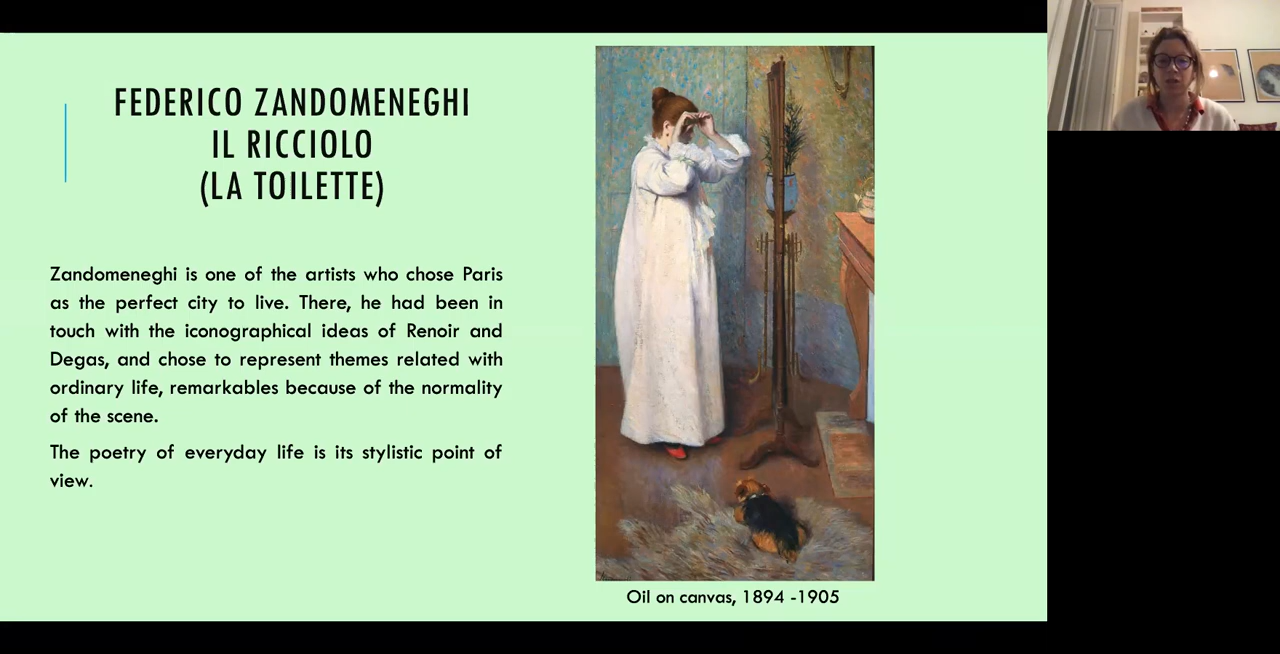 FEDERICO ZANDOMENEGHI
IL RICCIOLO
(LA TOILETTE)
Zandomeneghi is one of the artists who chose Paris
as the perfect city to live. There, he had been in
touch with the iconographical ideas of Renoir and
Degas, and chose to represent themes related with
ordinary life, remarkables because of the normality
of the scene.
The poetry of everyday life is its stylistic point of
view.
Oil on canvas, 1894 -1905